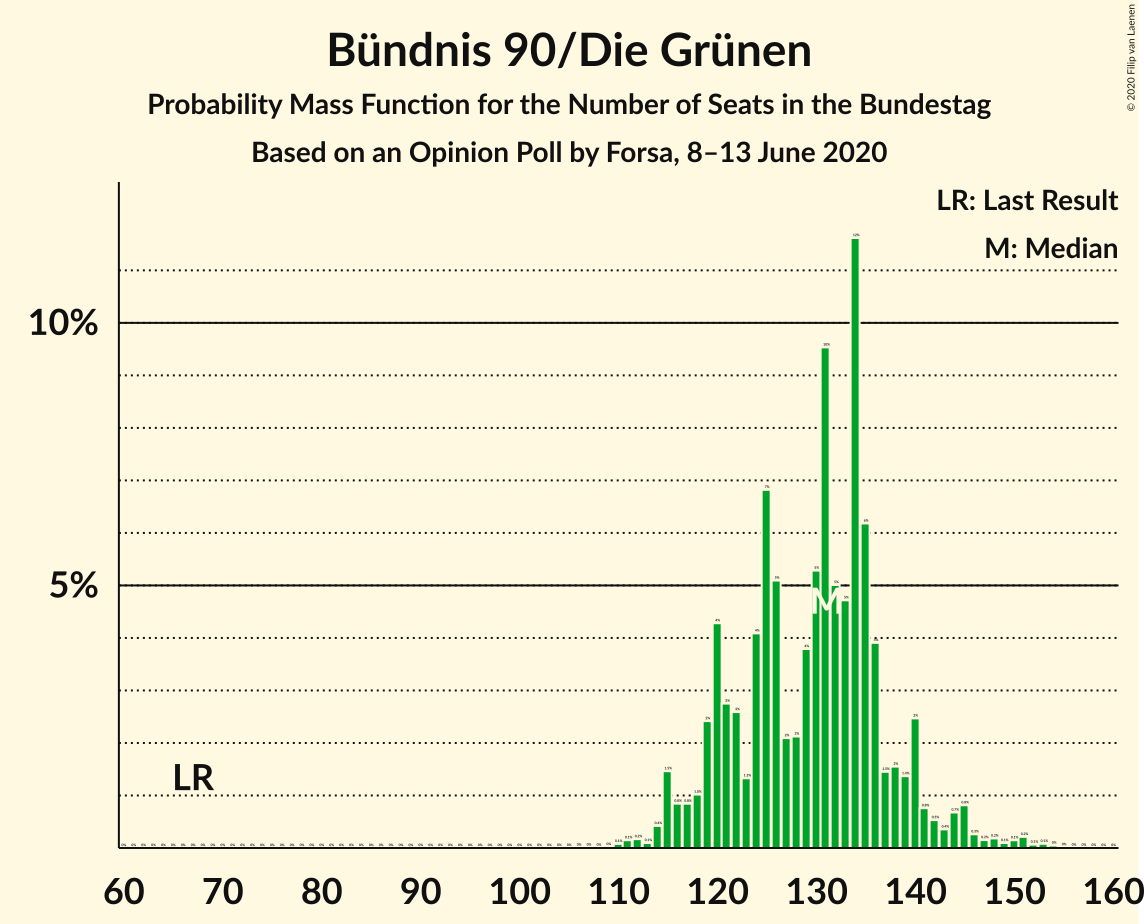 Bündnis 90/Die Grünen
Probability Mass Function for the Number of Seats in the Bundestag
Based on an Opinion Poll by Forsa, 8–13 June 2020
© 2020 Filip van Laenen
LR: Last Result
M: Median
10%
5%
LR
M
60 70 80 90 100 110 120 130 140 150 160